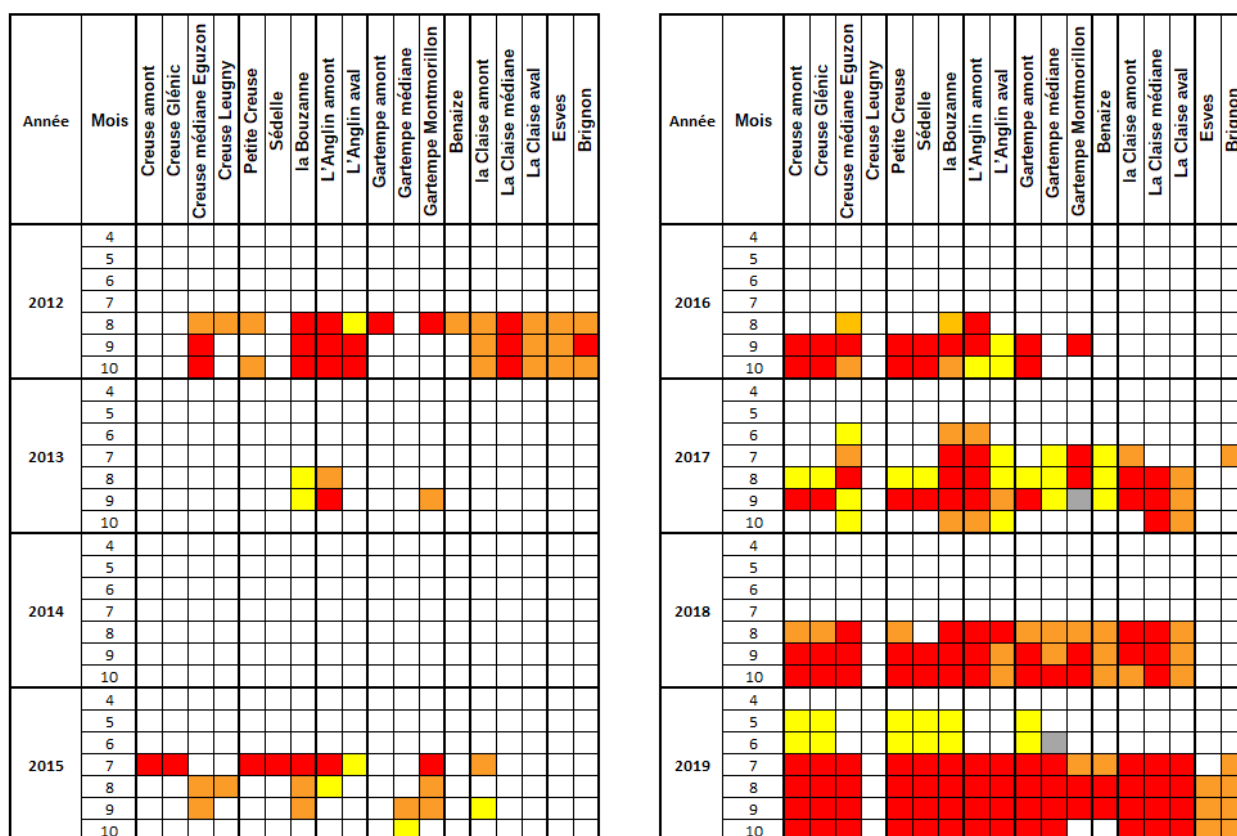 Année
Mois
Creuse amont
Creuse Glénic
Creuse médiane Eguzon
Creuse Leugny
Petite Creuse
Sédelle
la Bouzanne
L'Anglin amont
L'Anglin aval
Gartempe amont
Gartempe médiane
Gartempe Montmorillon
Benaize
la Claise amont
La Claise médiane
La Claise aval
Esves
Brignon
2012
4
5
6
7
8
9
10
2013
4
5
6
7
8
9
10
2014
4
5
6
7
8
9
10
2015
4
5
6
7
8
9
10
Année
Mois
Creuse amont
Creuse Glénic
Creuse médiane Eguzon
Creuse Leugny
Petite Creuse
Sédelle
la Bouzanne
L'Anglin amont
L'Anglin aval
Gartempe amont
Gartempe médiane
Gartempe Montmorillon
Benaize
la Claise amont
La Claise médiane
La Claise aval
Esves
Brignon
2016
4
5
6
7
8
9
10
2017
4
5
6
7
8
9
10
2018
4
5
6
7
8
9
10
2019
4
5
6
7
8
9
10